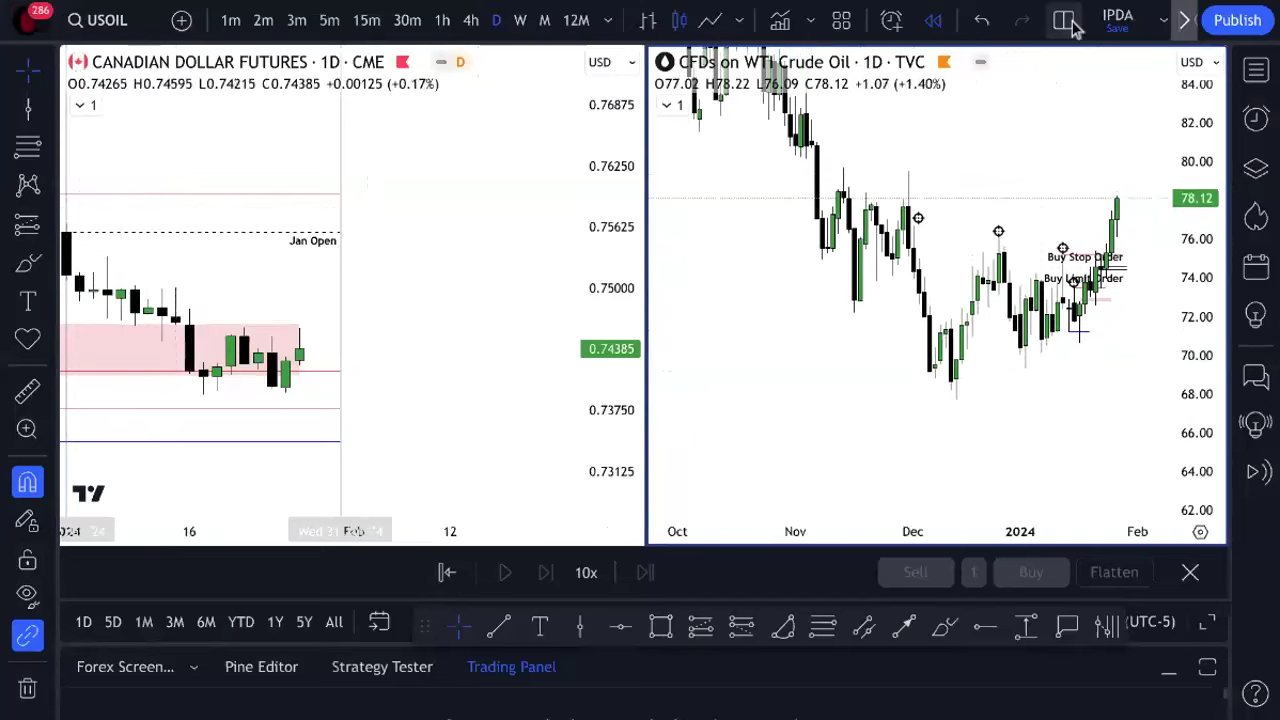 286
USOIL
1m 2m 3m 5m 15m 30m 1h 4h D W M 12M
IPDA
Save
Publish
CANADIAN DOLLAR FUTURES · 1D · CME
D
USD
O0.74265 H0.74595 L0.74215 C0.74385 +0.00125 (+0.17%)
1
0.76875
0.76250
0.75625
Jan Open
0.75000
0.74385
0.73750
0.73125
16
12
CFDs on WTI Crude Oil · 1D · TVC
USD
O77.02 H78.22 L76.09 C78.12 +1.07 (+1.40%)
1
84.00
82.00
80.00
78.12
76.00
Buy Stop Order
Buy Limit Order
74.00
72.00
70.00
68.00
66.00
64.00
62.00
Oct Nov Dec 2024 Feb
10x
Sell 1 Buy Flatten
1D 5D 1M 3M 6M YTD 1Y 5Y All
(UTC-5)
Forex Screen... Pine Editor Strategy Tester Trading Panel